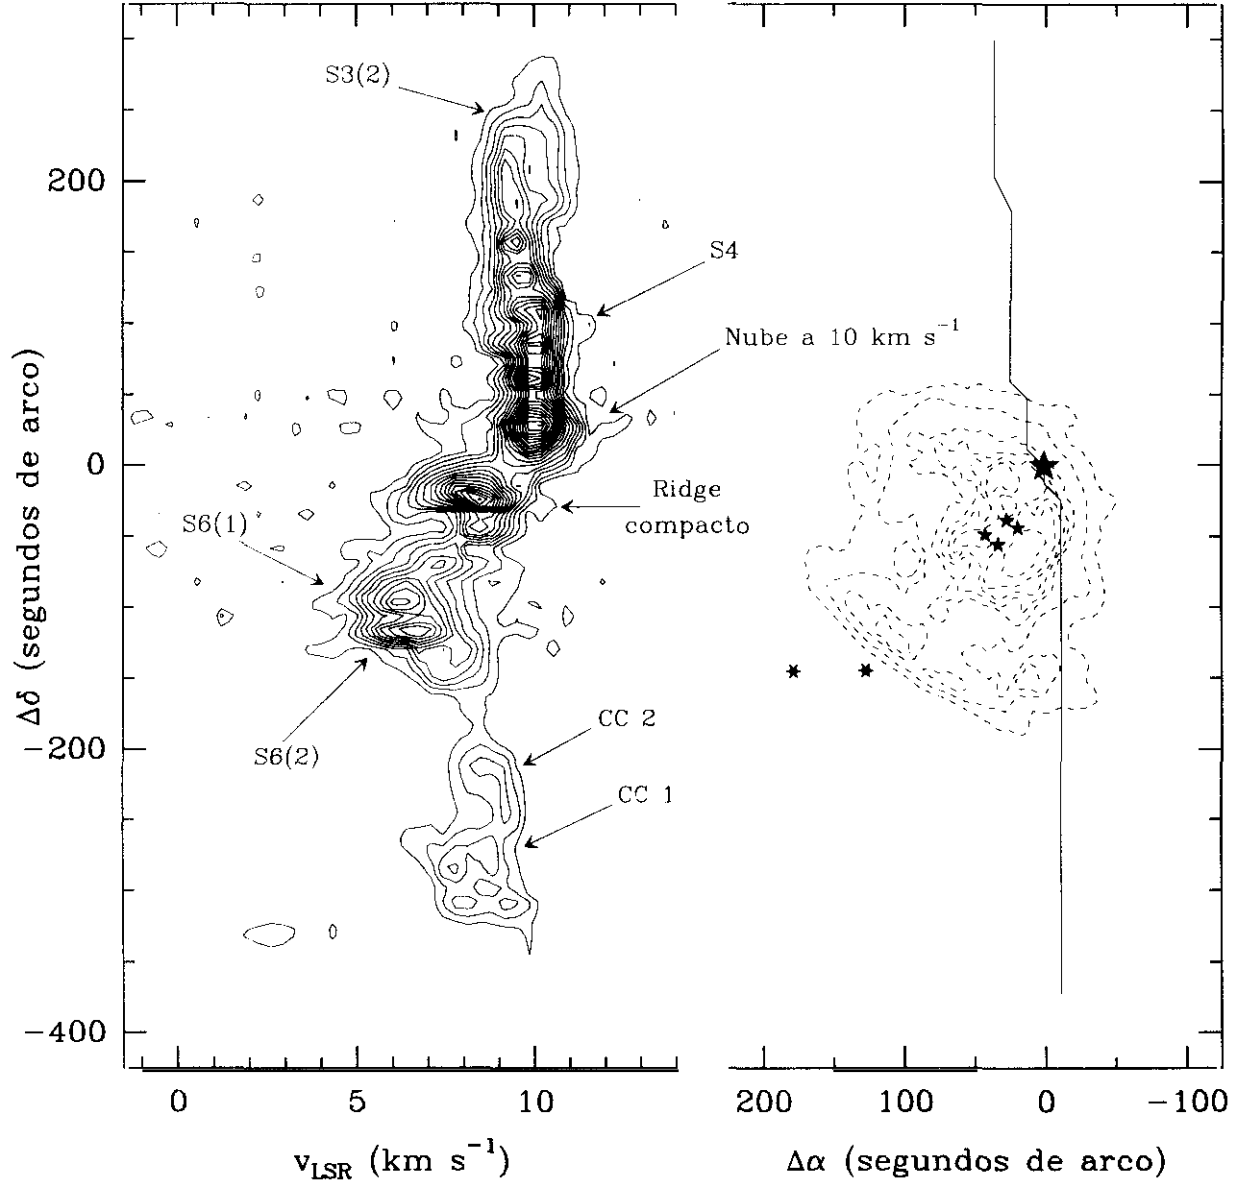 S3(2)
S4
Nube a 10 km s⁻¹
Ridge
compacto
S6(1)
S6(2)
CC 2
CC 1
Δδ (segundos de arco)
200
0
−200
−400
0 5 10
v_LSR (km s⁻¹)
200 100 0 −100
Δα (segundos de arco)